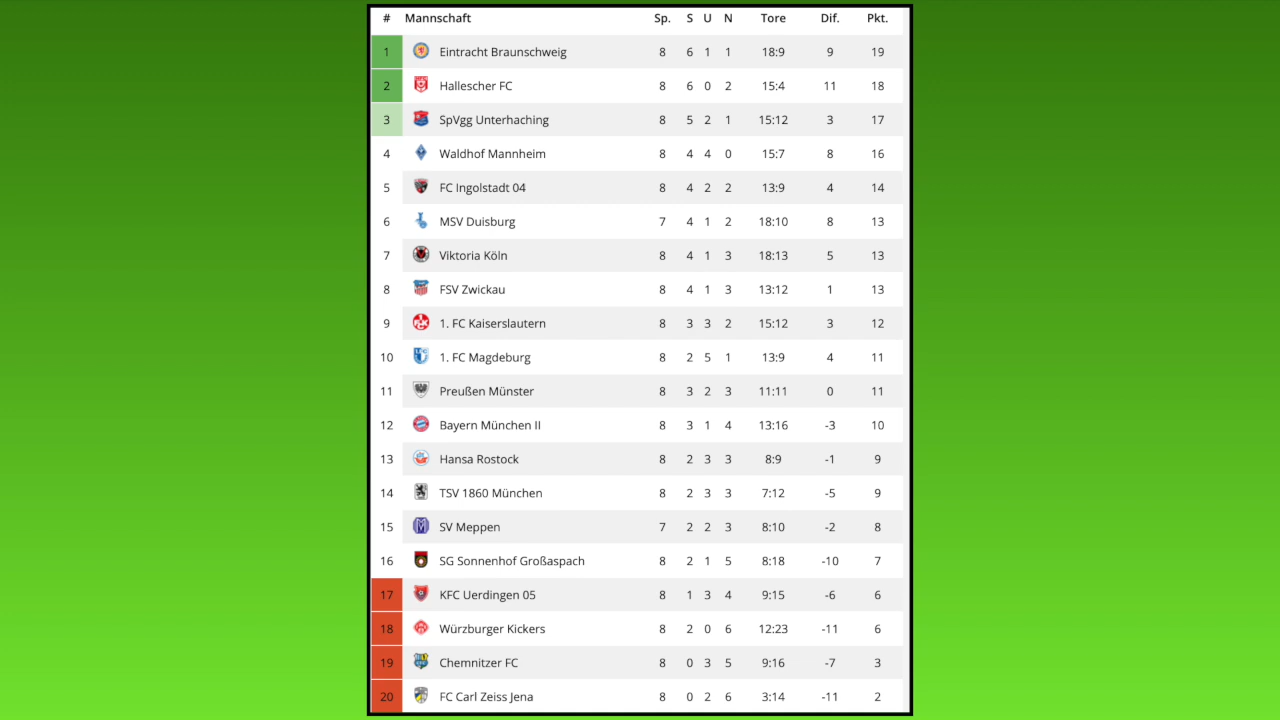 # Mannschaft Sp. S U N Tore Dif. Pkt.
1 Eintracht Braunschweig 8 6 1 1 18:9 9 19
2 Hallescher FC 8 6 0 2 15:4 11 18
3 SpVgg Unterhaching 8 5 2 1 15:12 3 17
4 Waldhof Mannheim 8 4 4 0 15:7 8 16
5 FC Ingolstadt 04 8 4 2 2 13:9 4 14
6 MSV Duisburg 7 4 1 2 18:10 8 13
7 Viktoria Köln 8 4 1 3 18:13 5 13
8 FSV Zwickau 8 4 1 3 13:12 1 13
9 1. FC Kaiserslautern 8 3 3 2 15:12 3 12
10 1. FC Magdeburg 8 2 5 1 13:9 4 11
11 Preußen Münster 8 3 2 3 11:11 0 11
12 Bayern München II 8 3 1 4 13:16 -3 10
13 Hansa Rostock 8 2 3 3 8:9 -1 9
14 TSV 1860 München 8 2 3 3 7:12 -5 9
15 SV Meppen 7 2 2 3 8:10 -2 8
16 SG Sonnenhof Großaspach 8 2 1 5 8:18 -10 7
17 KFC Uerdingen 05 8 1 3 4 9:15 -6 6
18 Würzburger Kickers 8 2 0 6 12:23 -11 6
19 Chemnitzer FC 8 0 3 5 9:16 -7 3
20 FC Carl Zeiss Jena 8 0 2 6 3:14 -11 2